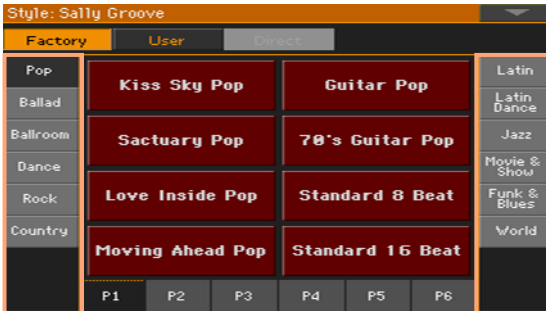 Style: Sally Groove
Factory User Direct
Pop
Ballad
Ballroom
Dance
Rock
Country
Kiss Sky Pop
Guitar Pop
Sactuary Pop
70's Guitar Pop
Love Inside Pop
Standard 8 Beat
Moving Ahead Pop
Standard 16 Beat
Latin
Latin
Dance
Jazz
Movie &
Show
Funk &
Blues
World
P1 P2 P3 P4 P5 P6